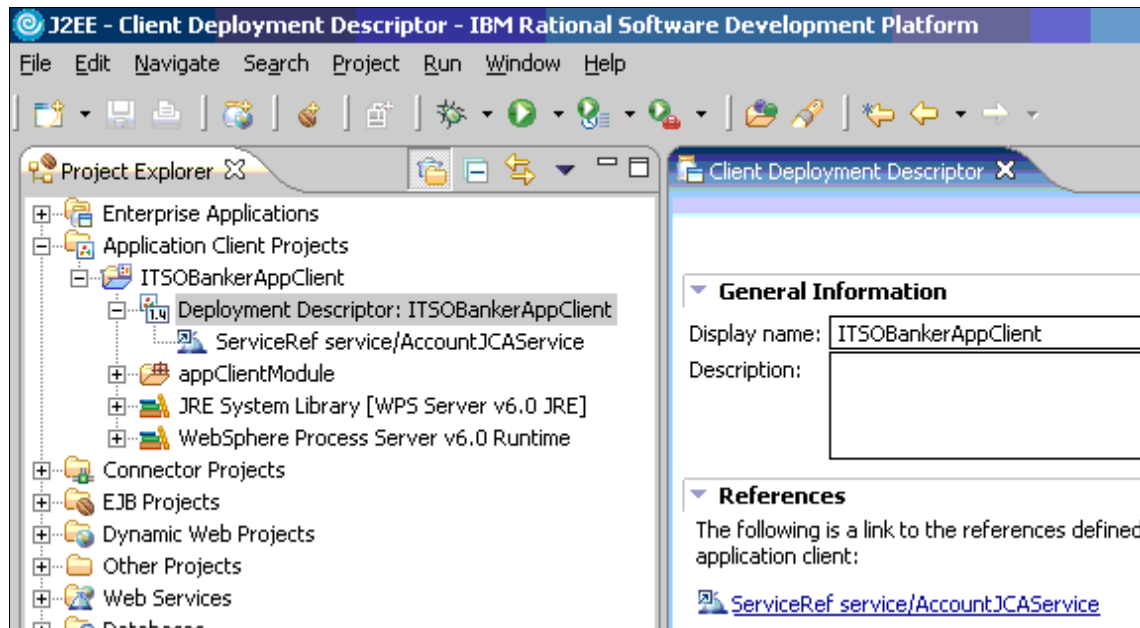 J2EE - Client Deployment Descriptor - IBM Rational Software Development Platform
File Edit Navigate Search Project Run Window Help
Project Explorer
Enterprise Applications
Application Client Projects
ITSOBankerAppClient
1.4 Deployment Descriptor: ITSOBankerAppClient
ServiceRef service/AccountJCAService
appClientModule
JRE System Library [WPS Server v6.0 JRE]
WebSphere Process Server v6.0 Runtime
Connector Projects
EJB Projects
Dynamic Web Projects
Other Projects
Web Services
Databases
Client Deployment Descriptor
General Information
Display name: ITSOBankerAppClient
Description:
References
The following is a link to the references defined
application client:
ServiceRef service/AccountJCAService